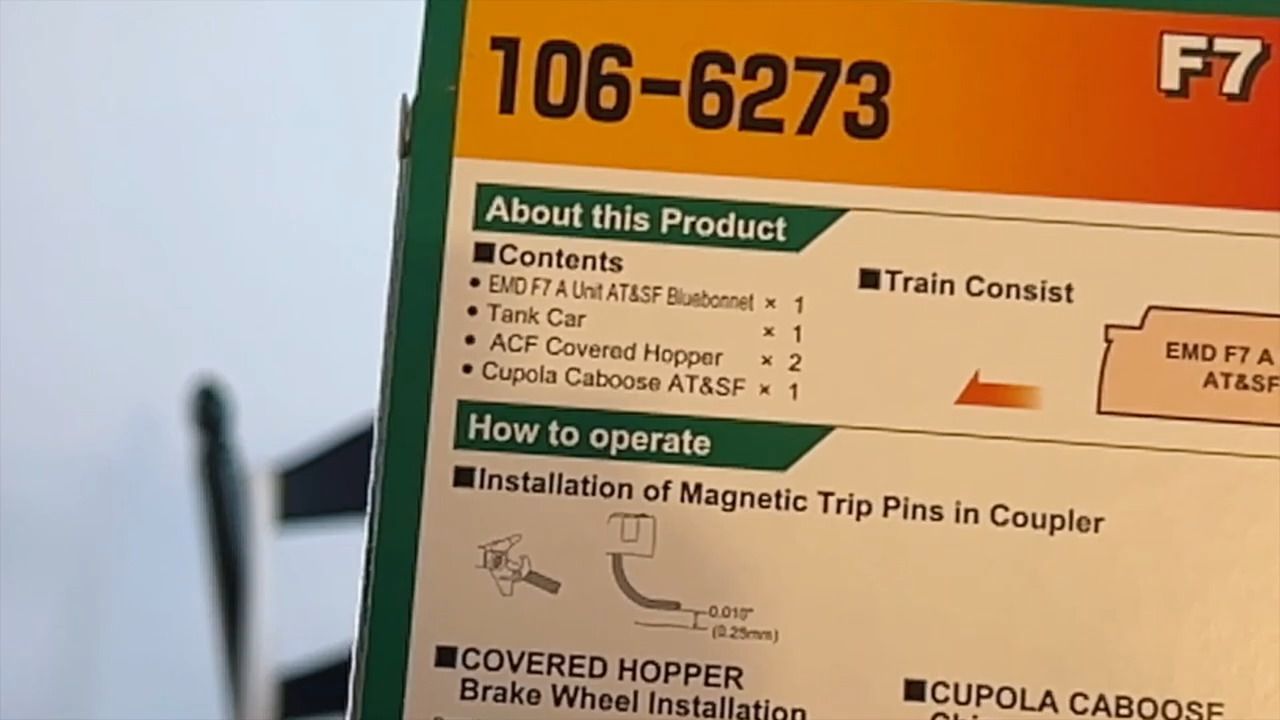 106-6273
F7
About this Product
■Contents
• EMD F7 A Unit AT&SF Bluebonnet × 1
• Tank Car × 1
• ACF Covered Hopper × 2
• Cupola Caboose AT&SF × 1
■Train Consist
EMD F7 A
AT&SF
How to operate
■Installation of Magnetic Trip Pins in Coupler
0.010"
(0.25mm)
■COVERED HOPPER
Brake Wheel Installation
■CUPOLA CABOOSE